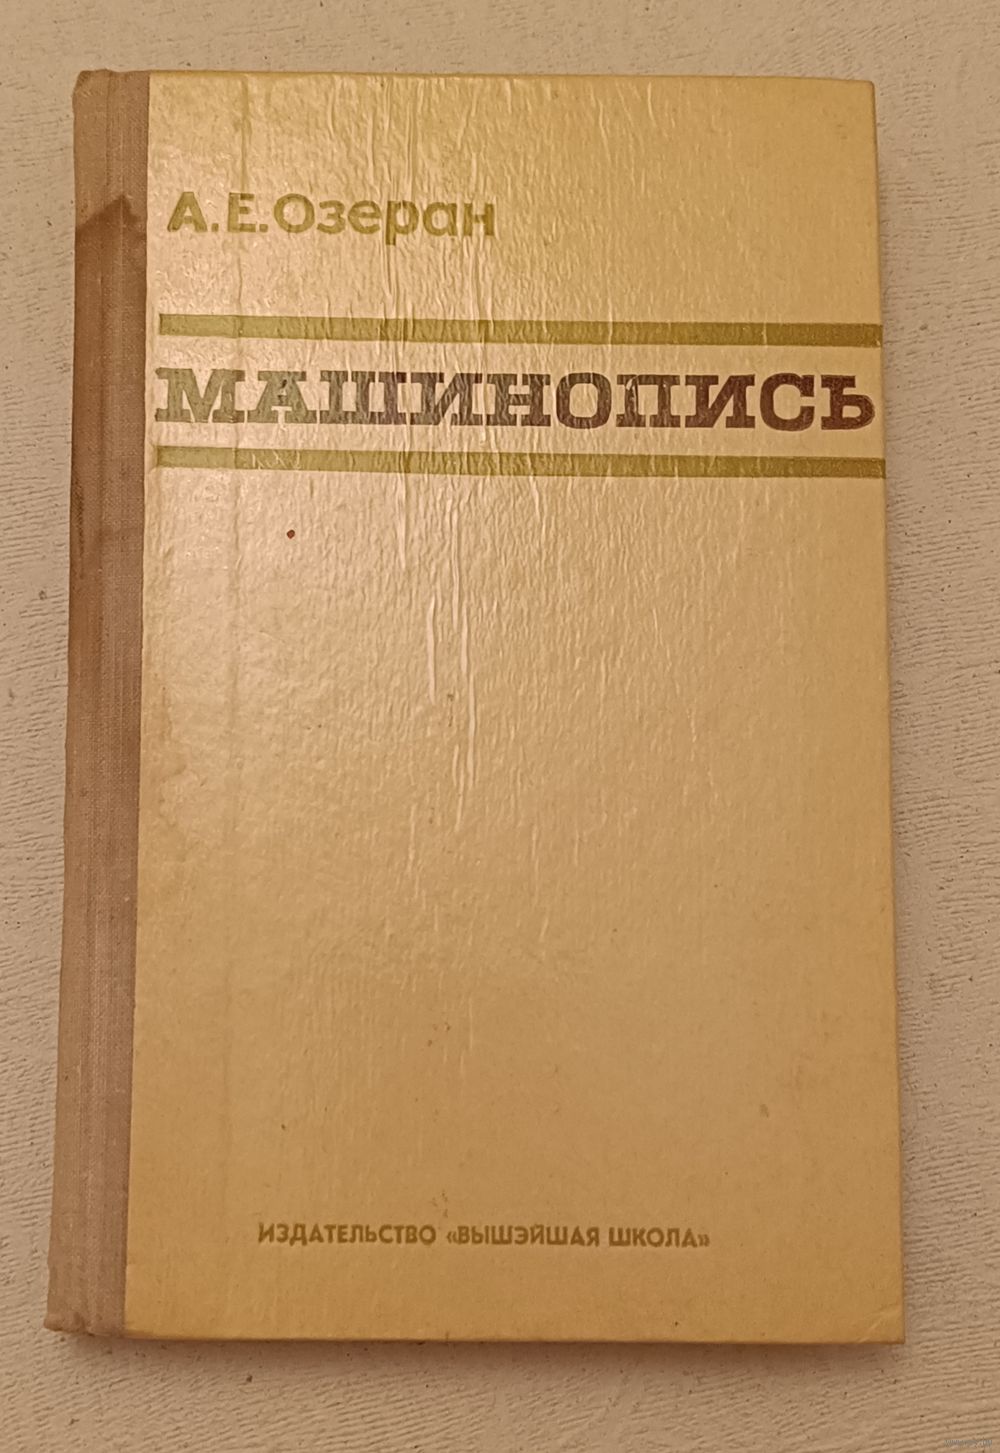 А.Е.Озеран
МАШИНОПИСЬ
ИЗДАТЕЛЬСТВО «ВЫШЭЙШАЯ ШКОЛА»